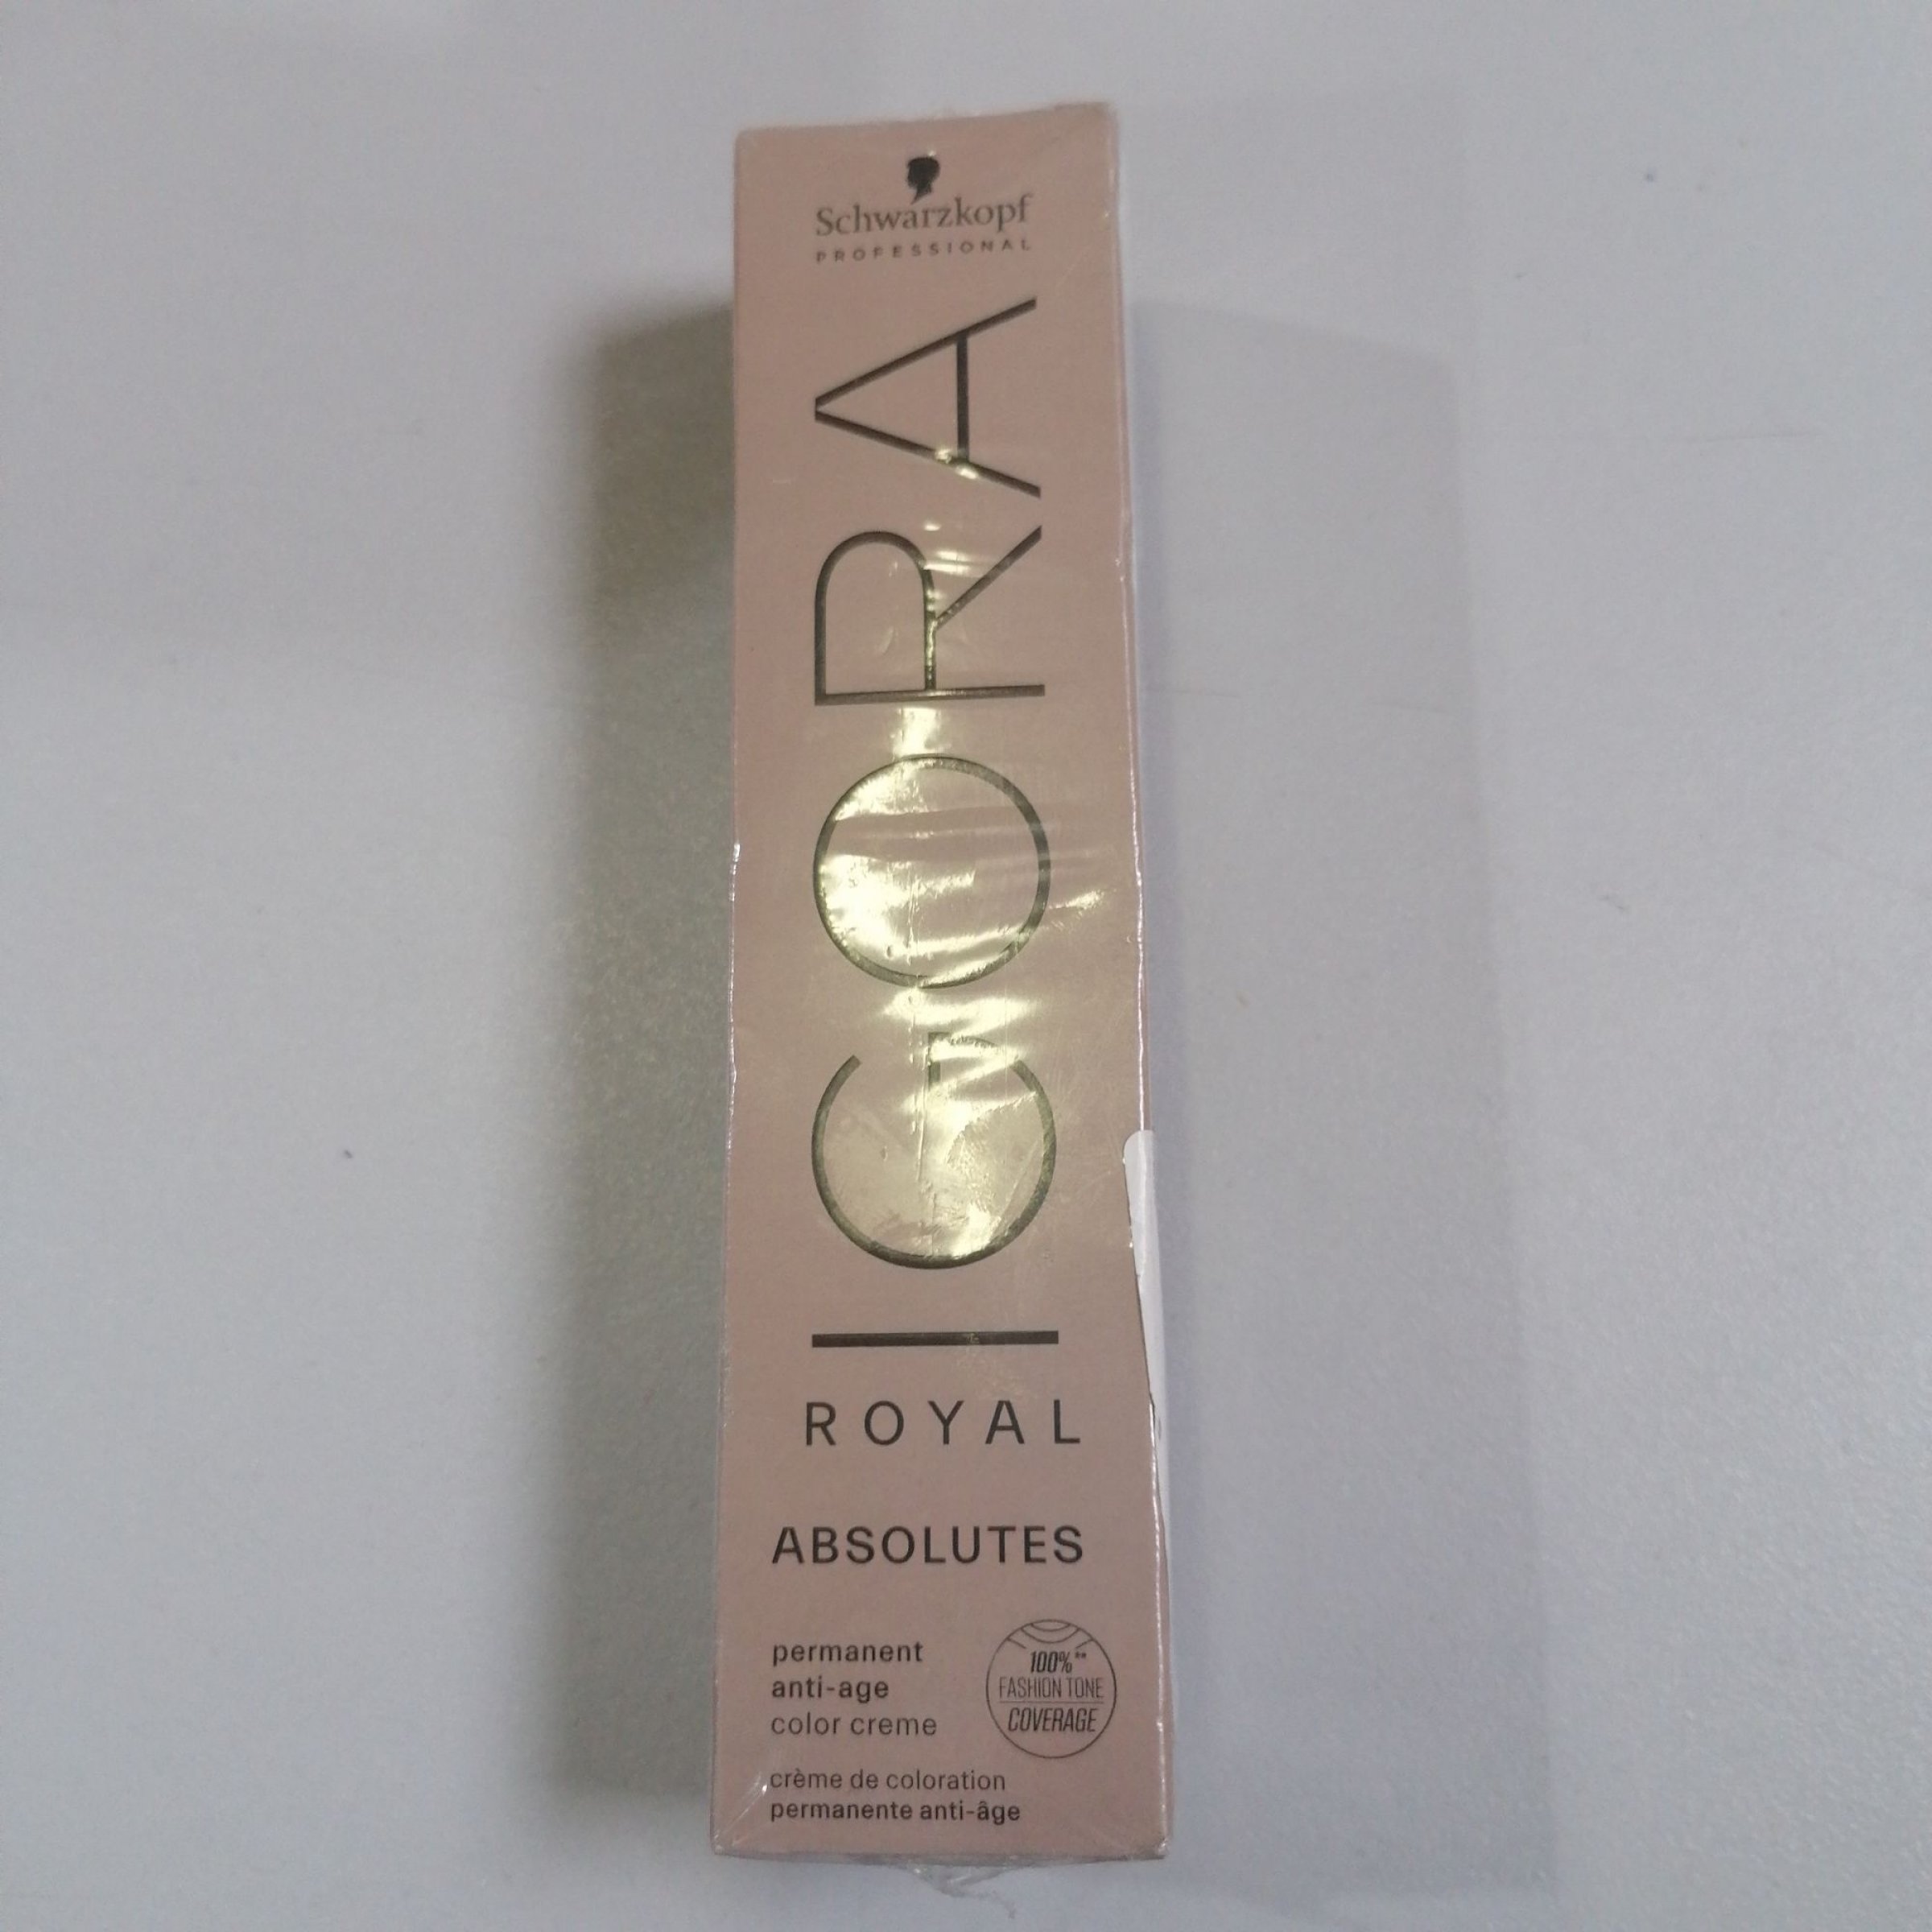 Schwarzkopf
PROFESSIONAL
IGORA
ROYAL
ABSOLUTES
permanent
anti-age
color creme
100%**
FASHION TONE
COVERAGE
crème de coloration
permanente anti-âge